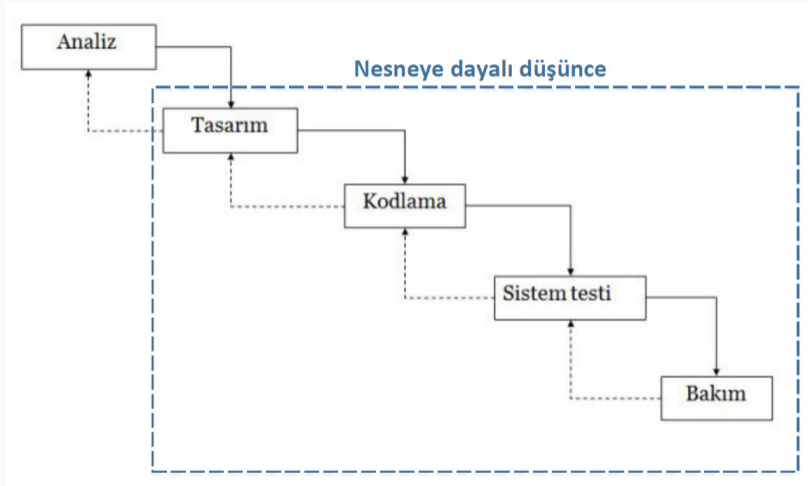 Analiz
Nesneye dayalı düşünce
Tasarım
Kodlama
Sistem testi
Bakım